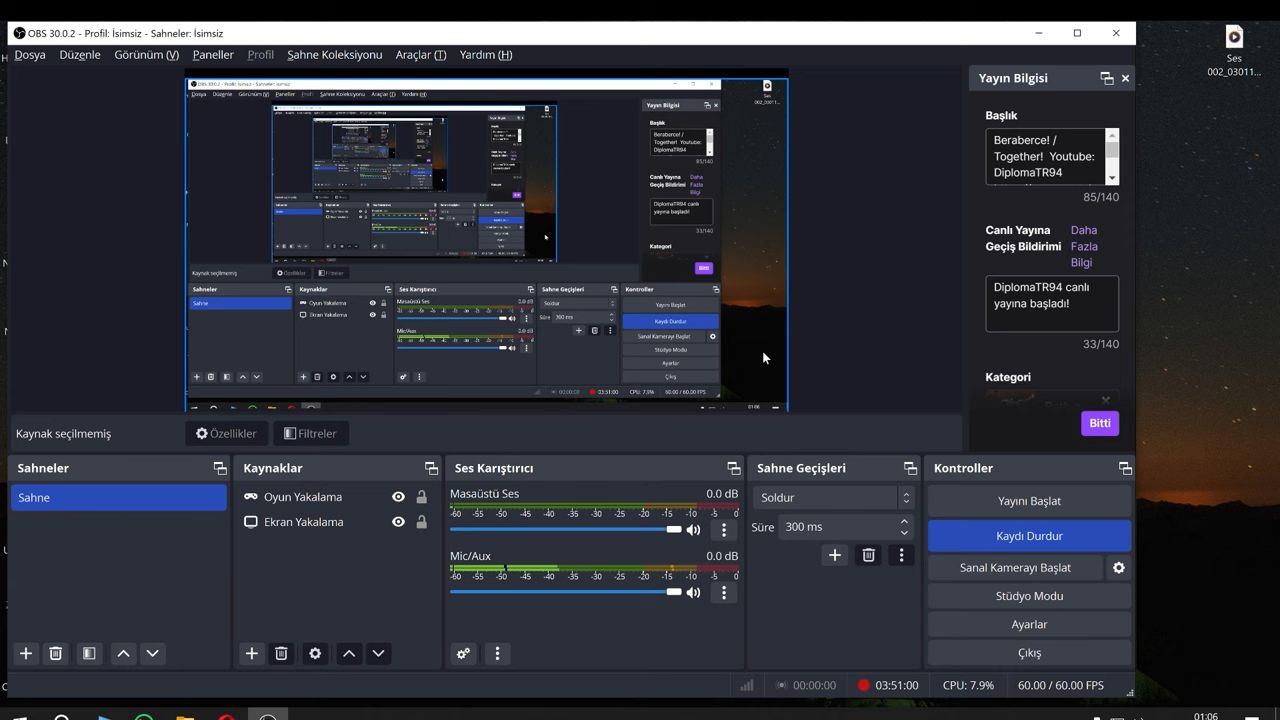 OBS 30.0.2 - Profil: İsimsiz - Sahneler: İsimsiz
Dosya Düzenle Görünüm (V) Paneller Profil Sahne Koleksiyonu Araçlar (T) Yardım (H)
Ses
002_03011...
Yayın Bilgisi
Başlık
Beraberce! /
Together! Youtube:
DiplomaTR94
85/140
Canlı Yayına Geçiş Bildirimi
Daha Fazla Bilgi
DiplomaTR94 canlı
yayına başladı!
33/140
Kategori
Bitti
Kaynak seçilmemiş Özellikler Filtreler
Sahneler
Sahne
Kaynaklar
Oyun Yakalama
Ekran Yakalama
Ses Karıştırıcı
Masaüstü Ses 0.0 dB
-60 -55 -50 -45 -40 -35 -30 -25 -20 -15 -10 -5 0
Mic/Aux 0.0 dB
-60 -55 -50 -45 -40 -35 -30 -25 -20 -15 -10 -5 0
Sahne Geçişleri
Soldur
Süre 300 ms
Kontroller
Yayını Başlat
Kaydı Durdur
Sanal Kamerayı Başlat
Stüdyo Modu
Ayarlar
Çıkış
00:00:00 03:51:00 CPU: 7.9% 60.00 / 60.00 FPS
01:06